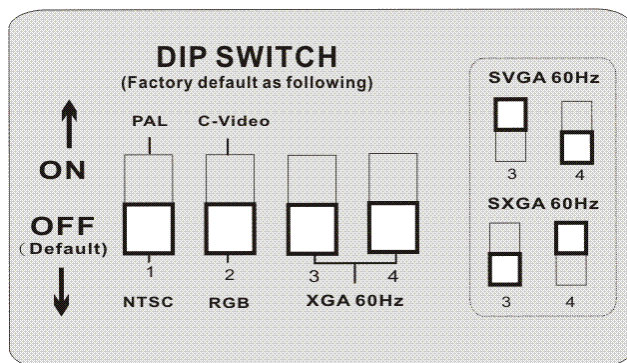 DIP SWITCH
(Factory default as following)
PAL C-Video
ON
OFF
(Default)
1 2 3 4
NTSC RGB XGA 60Hz
SVGA 60Hz
3 4
SXGA 60Hz
3 4